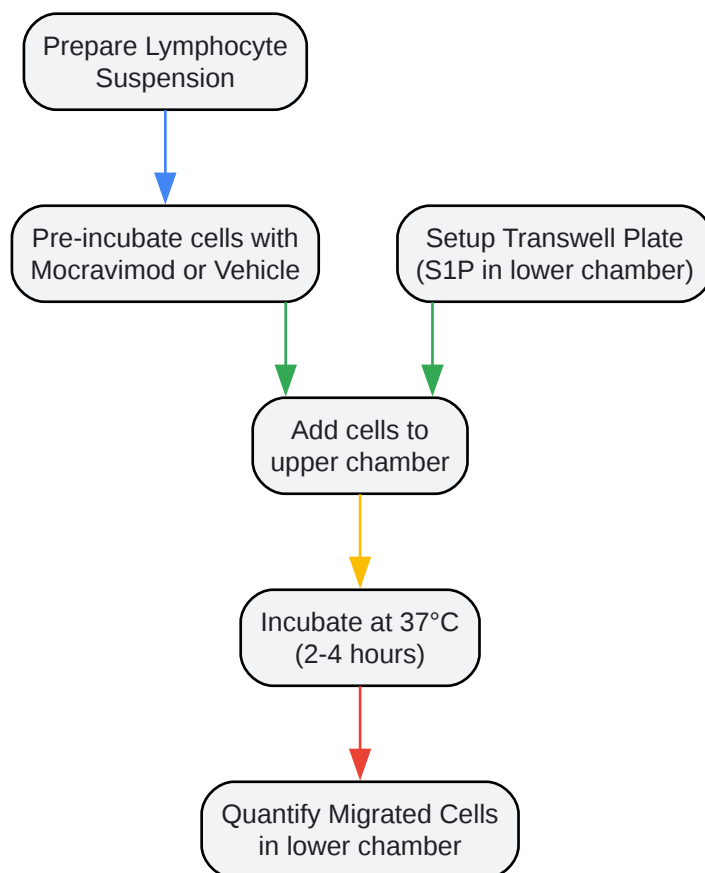 Prepare Lymphocyte
Suspension
Pre-incubate cells with
Mocravimod or Vehicle
Setup Transwell Plate
(S1P in lower chamber)
Add cells to
upper chamber
Incubate at 37°C
(2-4 hours)
Quantify Migrated Cells
in lower chamber